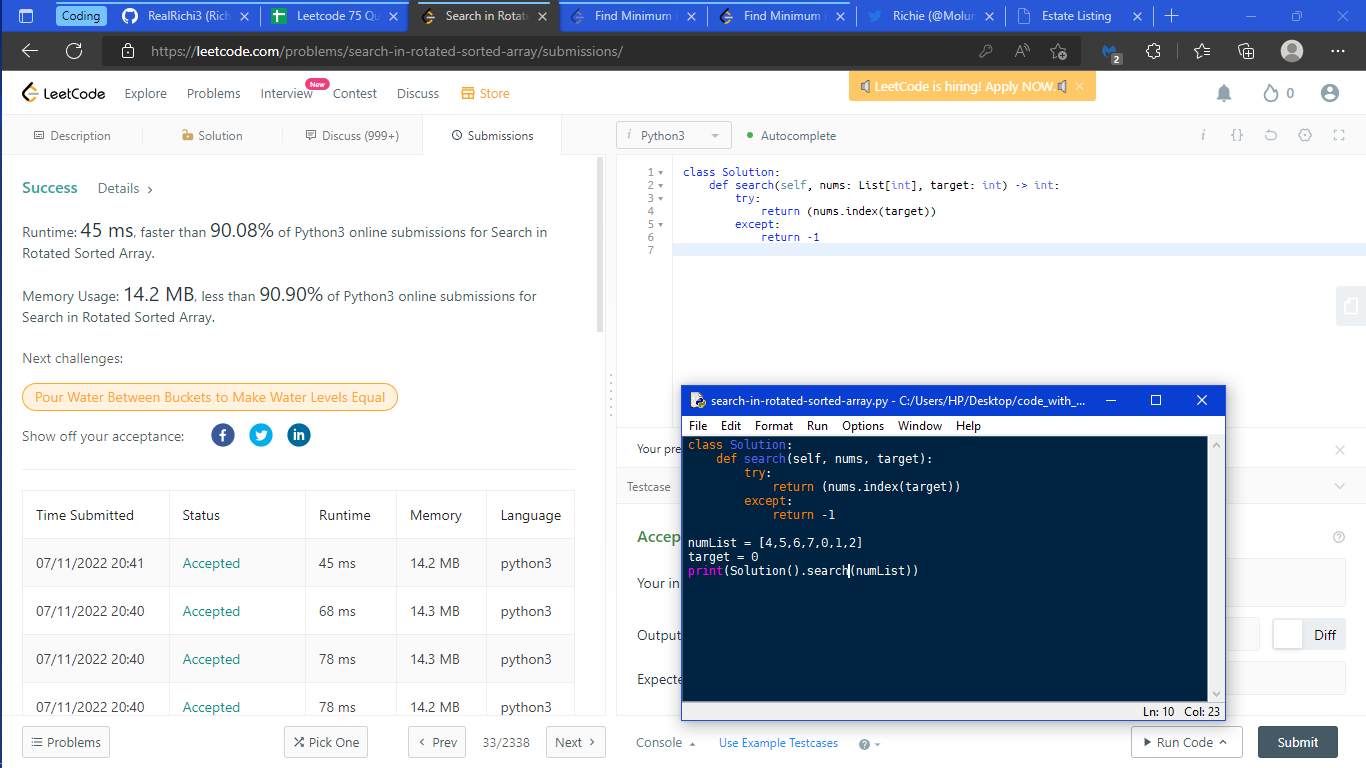 Coding
RealRichi3 (Rich
Leetcode 75 Qu
Search in Rotate
Find Minimum i
Find Minimum i
Richie (@Molun
Estate Listing
https://leetcode.com/problems/search-in-rotated-sorted-array/submissions/
2
LeetCode
Explore
Problems
Interview
New
Contest
Discuss
Store
LeetCode is hiring! Apply NOW.
0
Description
Solution
Discuss (999+)
Submissions
i Python3
Autocomplete
Success
Details
Runtime: 45 ms, faster than 90.08% of Python3 online submissions for Search in
Rotated Sorted Array.
Memory Usage: 14.2 MB, less than 90.90% of Python3 online submissions for
Search in Rotated Sorted Array.
Next challenges:
Pour Water Between Buckets to Make Water Levels Equal
Show off your acceptance:
Time Submitted Status Runtime Memory Language
07/11/2022 20:41 Accepted 45 ms 14.2 MB python3
07/11/2022 20:40 Accepted 68 ms 14.3 MB python3
07/11/2022 20:40 Accepted 78 ms 14.3 MB python3
07/11/2022 20:40 Accepted 78 ms 14.2 MB python3
1 class Solution:
2 def search(self, nums: List[int], target: int) -> int:
3 try:
4 return (nums.index(target))
5 except:
6 return -1
7
Your pre
Testcase
Accep
Your in
Output
Diff
Expecte
search-in-rotated-sorted-array.py - C:/Users/HP/Desktop/code_with_...
File Edit Format Run Options Window Help
class Solution:
def search(self, nums, target):
try:
return (nums.index(target))
except:
return -1
numList = [4,5,6,7,0,1,2]
target = 0
print(Solution().search(numList))
Ln: 10 Col: 23
Problems
Pick One
Prev
33/2338
Next
Console
Use Example Testcases
Run Code
Submit